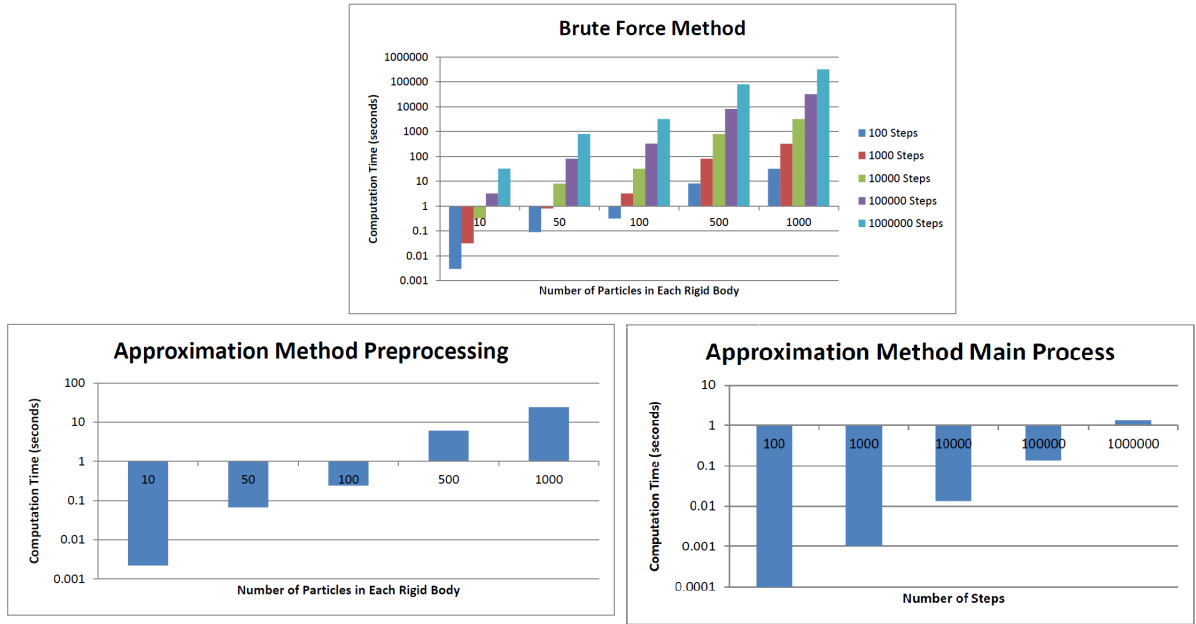 Brute Force Method
Computation Time (seconds)
1000000
100000
10000
1000
100
10
1
0.1
0.01
0.001
10 50 100 500 1000
Number of Particles in Each Rigid Body
100 Steps
1000 Steps
10000 Steps
100000 Steps
1000000 Steps
Approximation Method Preprocessing
Computation Time (seconds)
100
10
1
0.1
0.01
0.001
10 50 100 500 1000
Number of Particles in Each Rigid Body
Approximation Method Main Process
Computation Time (seconds)
10
1
0.1
0.01
0.001
0.0001
100 1000 10000 100000 1000000
Number of Steps